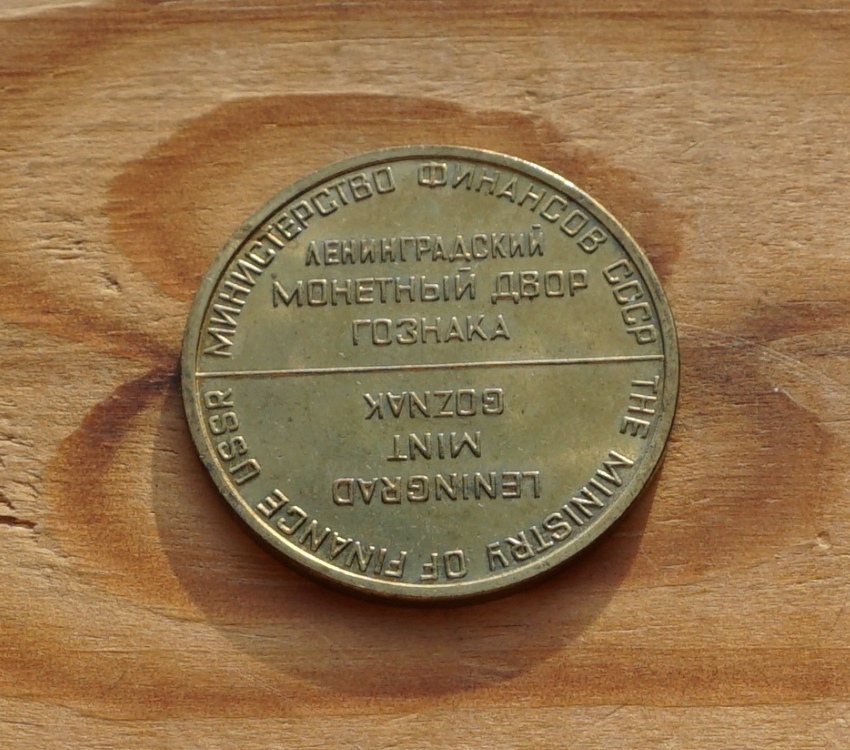 МИНИСТЕРСТВО ФИНАНСОВ СССР
ЛЕНИНГРАДСКИЙ
МОНЕТНЫЙ ДВОР
ГОЗНАКА
THE MINISTRY OF FINANCE USSR
LENINGRAD
MINT
GOZNAK